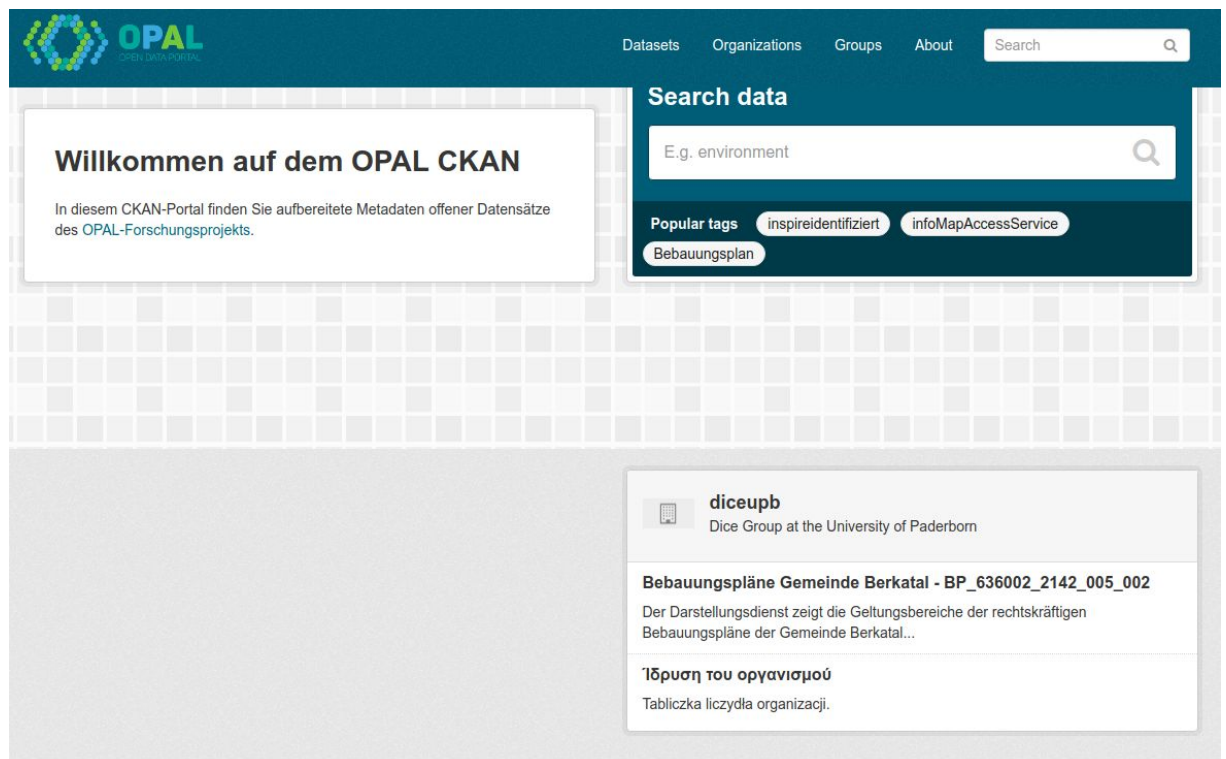 OPAL
OPEN DATA PORTAL
Datasets Organizations Groups About Search
Willkommen auf dem OPAL CKAN
In diesem CKAN-Portal finden Sie aufbereitete Metadaten offener Datensätze
des OPAL-Forschungsprojekts.
Search data
E.g. environment
Popular tags inspireidentifiziert infoMapAccessService
Bebauungsplan
diceupb
Dice Group at the University of Paderborn
Bebauungspläne Gemeinde Berkatal - BP_636002_2142_005_002
Der Darstellungsdienst zeigt die Geltungsbereiche der rechtskräftigen
Bebauungspläne der Gemeinde Berkatal...
Ίδρυση του οργανισμού
Tabliczka liczydła organizacji.